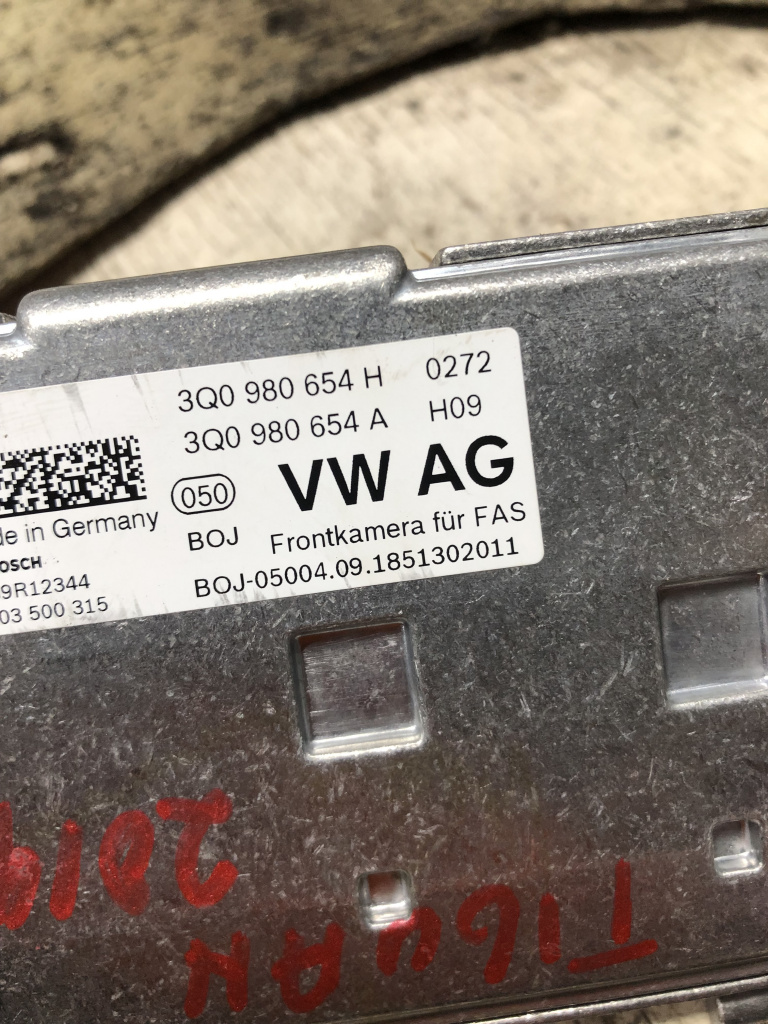 3Q0 980 654 H 0272
3Q0 980 654 A H09
050 VW AG
de in Germany
BOJ Frontkamera für FAS
OSCH
9R12344
BOJ-05004.09.1851302011
03 500 315
TIGUAN
2019